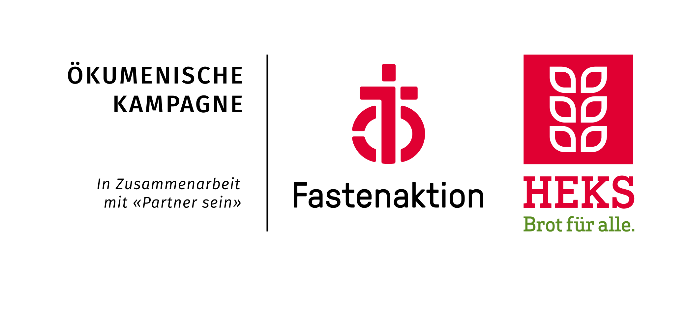 ÖKUMENISCHE
KAMPAGNE
In Zusammenarbeit
mit «Partner sein»
Fastenaktion
HEKS
Brot für alle.